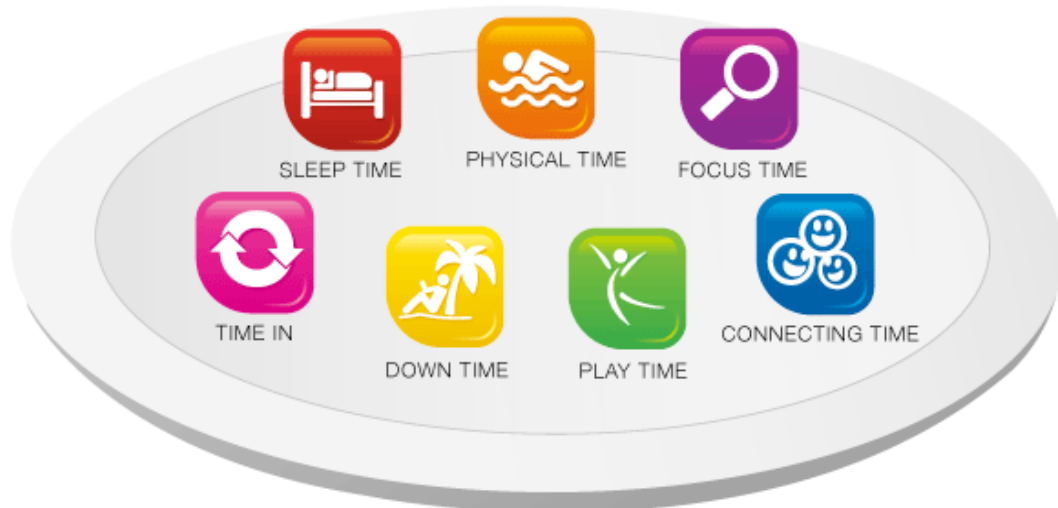 SLEEP TIME
PHYSICAL TIME
FOCUS TIME
TIME IN
DOWN TIME
PLAY TIME
CONNECTING TIME